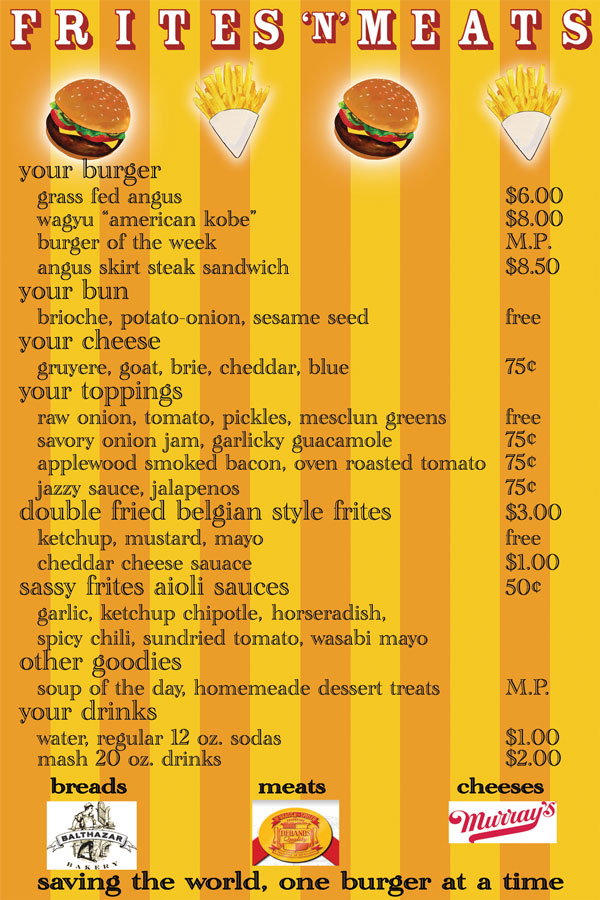 FRITES 'N' MEATS
your burger
grass fed angus $6.00
wagyu “american kobe” $8.00
burger of the week M.P.
angus skirt steak sandwich $8.50
your bun
brioche, potato-onion, sesame seed free
your cheese
gruyere, goat, brie, cheddar, blue 75¢
your toppings
raw onion, tomato, pickles, mesclun greens free
savory onion jam, garlicky guacamole 75¢
applewood smoked bacon, oven roasted tomato 75¢
jazzy sauce, jalapenos 75¢
double fried belgian style frites $3.00
ketchup, mustard, mayo free
cheddar cheese sauace $1.00
sassy frites aioli sauces 50¢
garlic, ketchup chipotle, horseradish,
spicy chili, sundried tomato, wasabi mayo
other goodies
soup of the day, homemeade dessert treats M.P.
your drinks
water, regular 12 oz. sodas $1.00
mash 20 oz. drinks $2.00
breads meats cheeses
BALTHAZAR
BAKERY
DEBRAGA
Murray's
saving the world, one burger at a time